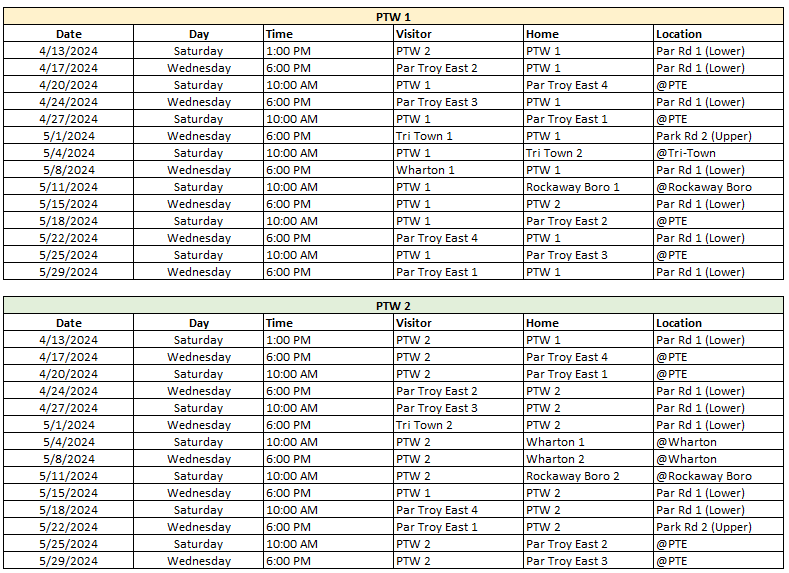 PTW 1
Date Day Time Visitor Home Location
4/13/2024 Saturday 1:00 PM PTW 2 PTW 1 Par Rd 1 (Lower)
4/17/2024 Wednesday 6:00 PM Par Troy East 2 PTW 1 Par Rd 1 (Lower)
4/20/2024 Saturday 10:00 AM PTW 1 Par Troy East 4 @PTE
4/24/2024 Wednesday 6:00 PM Par Troy East 3 PTW 1 Par Rd 1 (Lower)
4/27/2024 Saturday 10:00 AM PTW 1 Par Troy East 1 @PTE
5/1/2024 Wednesday 6:00 PM Tri Town 1 PTW 1 Park Rd 2 (Upper)
5/4/2024 Saturday 10:00 AM PTW 1 Tri Town 2 @Tri-Town
5/8/2024 Wednesday 6:00 PM Wharton 1 PTW 1 Par Rd 1 (Lower)
5/11/2024 Saturday 10:00 AM PTW 1 Rockaway Boro 1 @Rockaway Boro
5/15/2024 Wednesday 6:00 PM PTW 1 PTW 2 Par Rd 1 (Lower)
5/18/2024 Saturday 10:00 AM PTW 1 Par Troy East 2 @PTE
5/22/2024 Wednesday 6:00 PM Par Troy East 4 PTW 1 Par Rd 1 (Lower)
5/25/2024 Saturday 10:00 AM PTW 1 Par Troy East 3 @PTE
5/29/2024 Wednesday 6:00 PM Par Troy East 1 PTW 1 Par Rd 1 (Lower)
PTW 2
Date Day Time Visitor Home Location
4/13/2024 Saturday 1:00 PM PTW 2 PTW 1 Par Rd 1 (Lower)
4/17/2024 Wednesday 6:00 PM PTW 2 Par Troy East 4 @PTE
4/20/2024 Saturday 10:00 AM PTW 2 Par Troy East 1 @PTE
4/24/2024 Wednesday 6:00 PM Par Troy East 2 PTW 2 Par Rd 1 (Lower)
4/27/2024 Saturday 10:00 AM Par Troy East 3 PTW 2 Par Rd 1 (Lower)
5/1/2024 Wednesday 6:00 PM Tri Town 2 PTW 2 Par Rd 1 (Lower)
5/4/2024 Saturday 10:00 AM PTW 2 Wharton 1 @Wharton
5/8/2024 Wednesday 6:00 PM PTW 2 Wharton 2 @Wharton
5/11/2024 Saturday 10:00 AM PTW 2 Rockaway Boro 2 @Rockaway Boro
5/15/2024 Wednesday 6:00 PM PTW 1 PTW 2 Par Rd 1 (Lower)
5/18/2024 Saturday 10:00 AM Par Troy East 4 PTW 2 Par Rd 1 (Lower)
5/22/2024 Wednesday 6:00 PM Par Troy East 1 PTW 2 Park Rd 2 (Upper)
5/25/2024 Saturday 10:00 AM PTW 2 Par Troy East 2 @PTE
5/29/2024 Wednesday 6:00 PM PTW 2 Par Troy East 3 @PTE